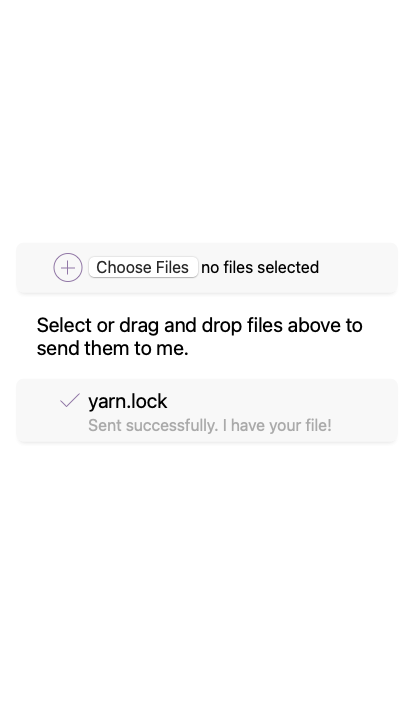 Choose Files no files selected
Select or drag and drop files above to
send them to me.
yarn.lock
Sent successfully. I have your file!